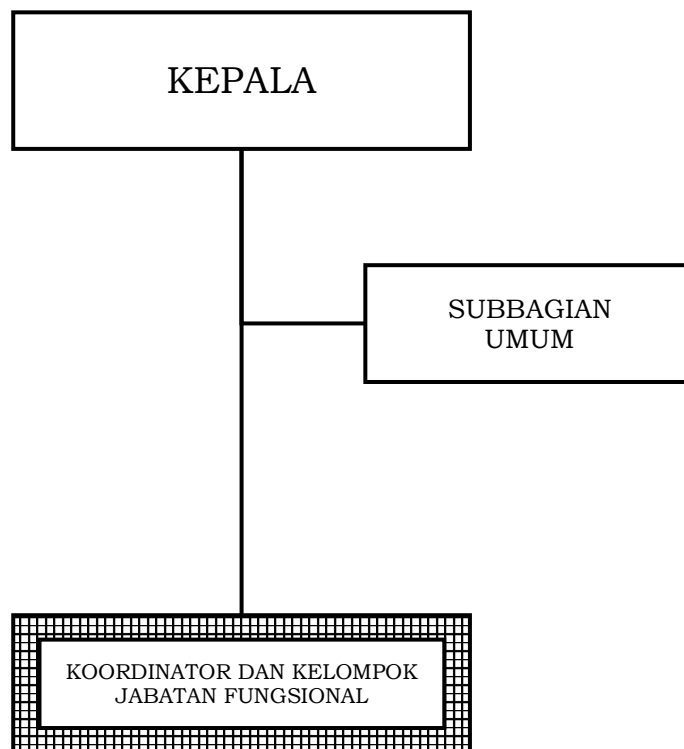 KEPALA
SUBBAGIAN
UMUM
KOORDINATOR DAN KELOMPOK
JABATAN FUNGSIONAL